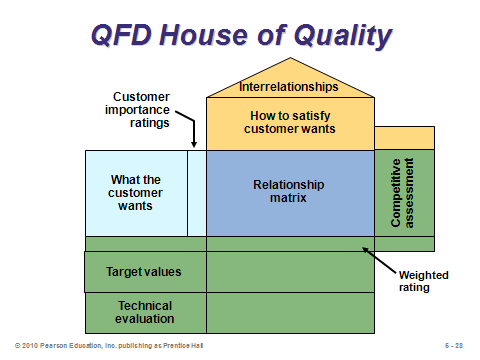 QFD House of Quality
Interrelationships
Customer
importance
ratings
How to satisfy
customer wants
What the
customer
wants
Relationship
matrix
Competitive
assessment
Target values
Weighted
rating
Technical
evaluation
© 2010 Pearson Education, Inc. publishing as Prentice Hall
6 - 28